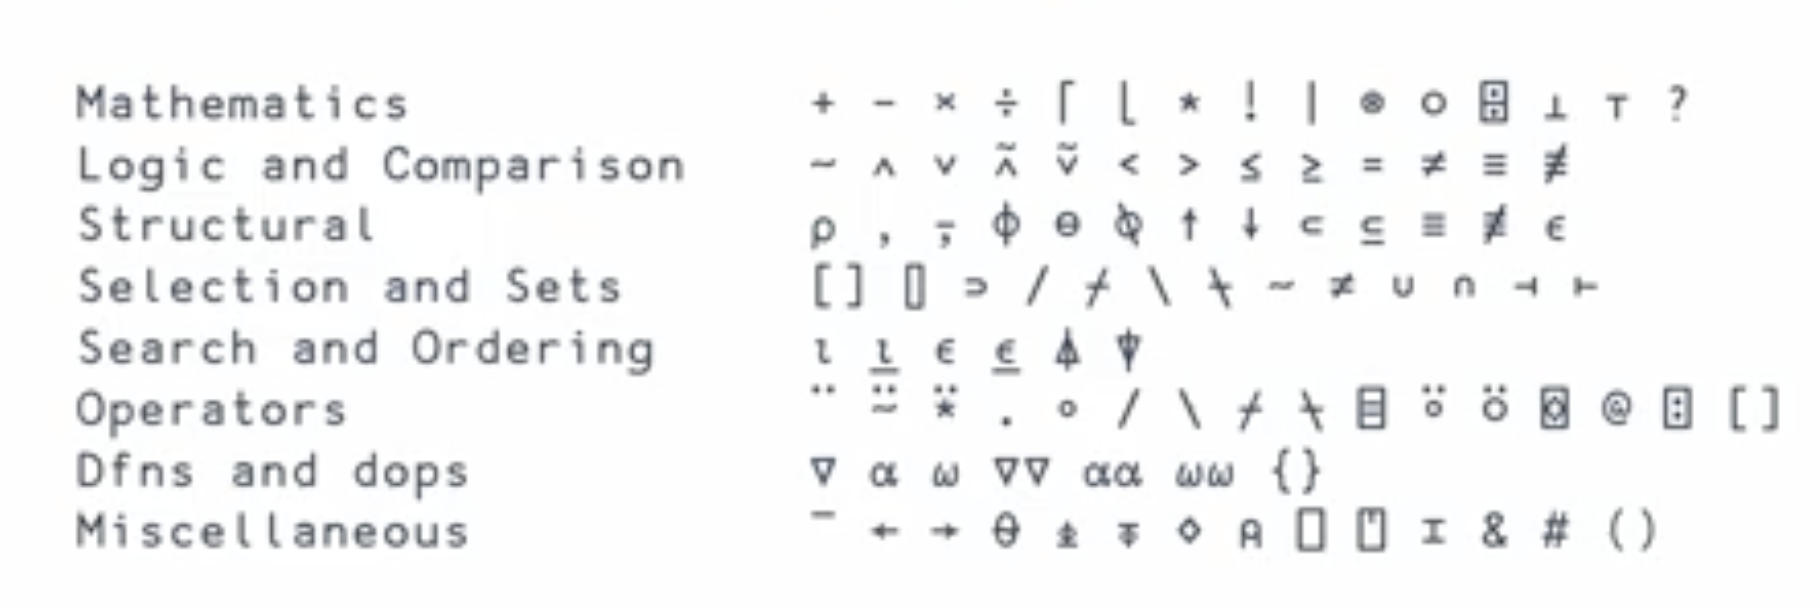 Mathematics + - × ÷ ⌈ ⌊ * ! | ⍟ ○ ⌹ ⊥ ⊤ ?
Logic and Comparison ~ ∧ ∨ ⍲ ⍱ < > ≤ ≥ = ≠ ≡ ≢
Structural ⍴ , ⍪ ⌽ ⊖ ⍉ ↑ ↓ ⊂ ⊆ ≡ ≢ ∊
Selection and Sets [] ⌷ ⊃ / ⌿ \ ⍀ ~ ≠ ∪ ∩ ⊣ ⊢
Search and Ordering ⍳ ⍸ ∊ ⍷ ⍋ ⍒
Operators ¨ ⍨ ⍣ . ∘ / \ ⌿ ⍀ ⌸ ⍤ ⍥ ⌺ @ ⍠ []
Dfns and dops ∇ ⍺ ⍵ ∇∇ ⍺⍺ ⍵⍵ {}
Miscellaneous ¯ ← → ⍬ ⍎ ⍕ ⋄ ⍝ ⎕ ⍞ ⌶ & # ()